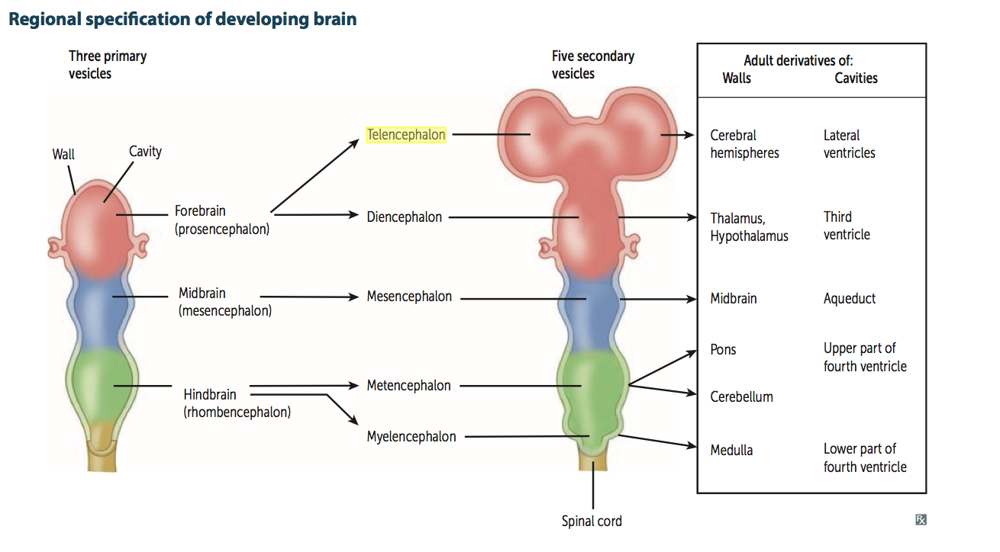 Regional specification of developing brain
Three primary
vesicles
Five secondary
vesicles
Adult derivatives of:
Walls Cavities
Wall
Cavity
Telencephalon
Cerebral
hemispheres
Lateral
ventricles
Forebrain
(prosencephalon)
Diencephalon
Thalamus,
Hypothalamus
Third
ventricle
Midbrain
(mesencephalon)
Mesencephalon
Midbrain
Aqueduct
Hindbrain
(rhombencephalon)
Metencephalon
Pons
Upper part of
fourth ventricle
Cerebellum
Myelencephalon
Medulla
Lower part of
fourth ventricle
Spinal cord
Rx